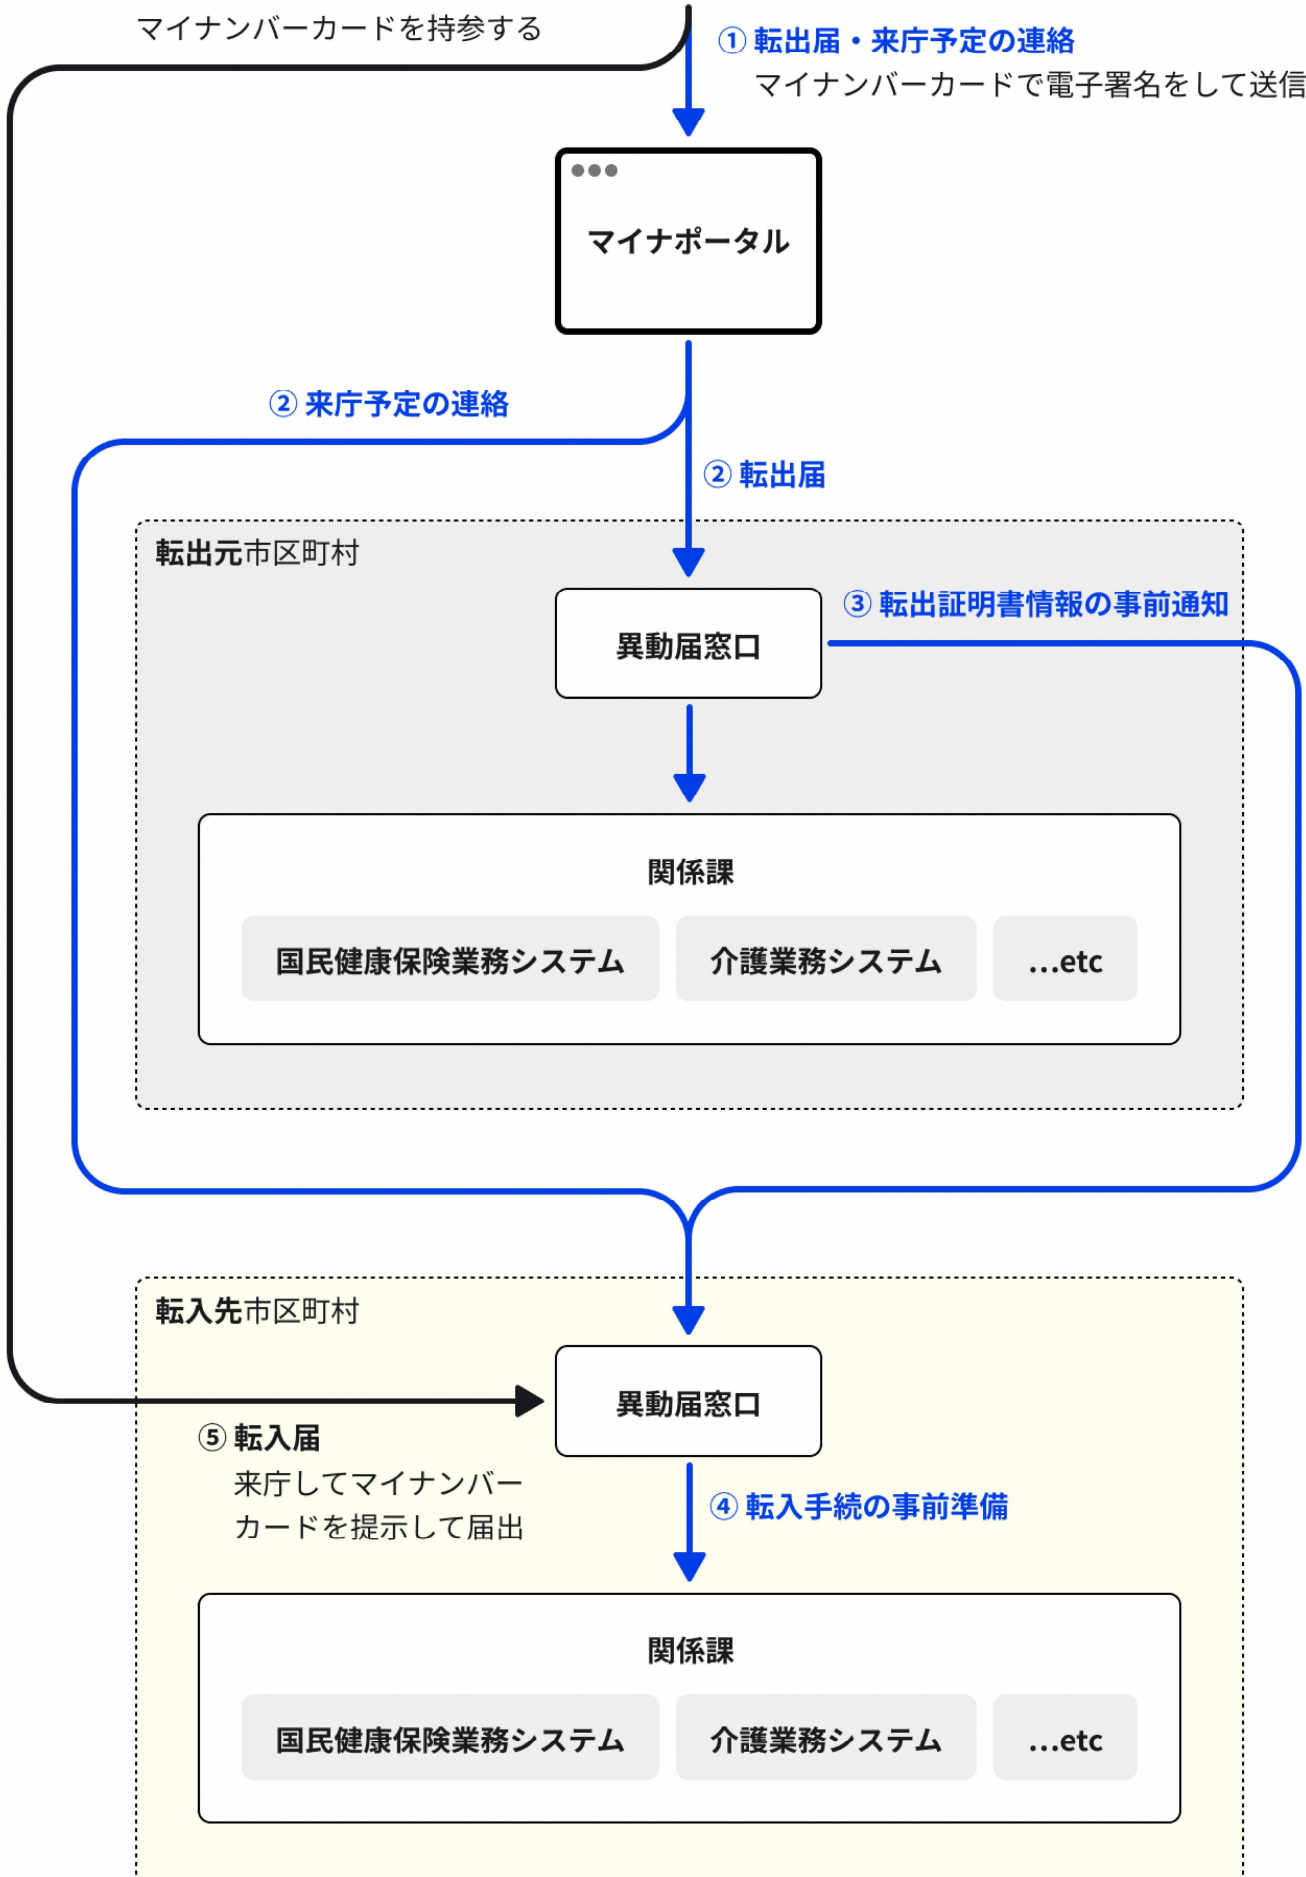 マイナンバーカードを持参する
① 転出届・来庁予定の連絡
マイナンバーカードで電子署名をして送信
マイナポータル
② 来庁予定の連絡
② 転出届
転出元市区町村
異動届窓口
③ 転出証明書情報の事前通知
関係課
国民健康保険業務システム
介護業務システム
...etc
転入先市区町村
異動届窓口
⑤ 転入届
来庁してマイナンバー
カードを提示して届出
④ 転入手続の事前準備
関係課
国民健康保険業務システム
介護業務システム
...etc